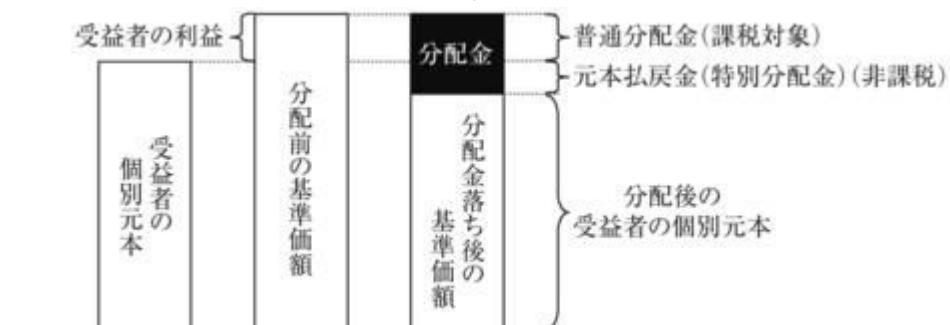 受益者の利益
分配金
普通分配金(課税対象)
元本払戻金(特別分配金)(非課税)
受益者の
個別元本
分配前の基準価額
分配金落ち後の
基準価額
分配後の
受益者の個別元本